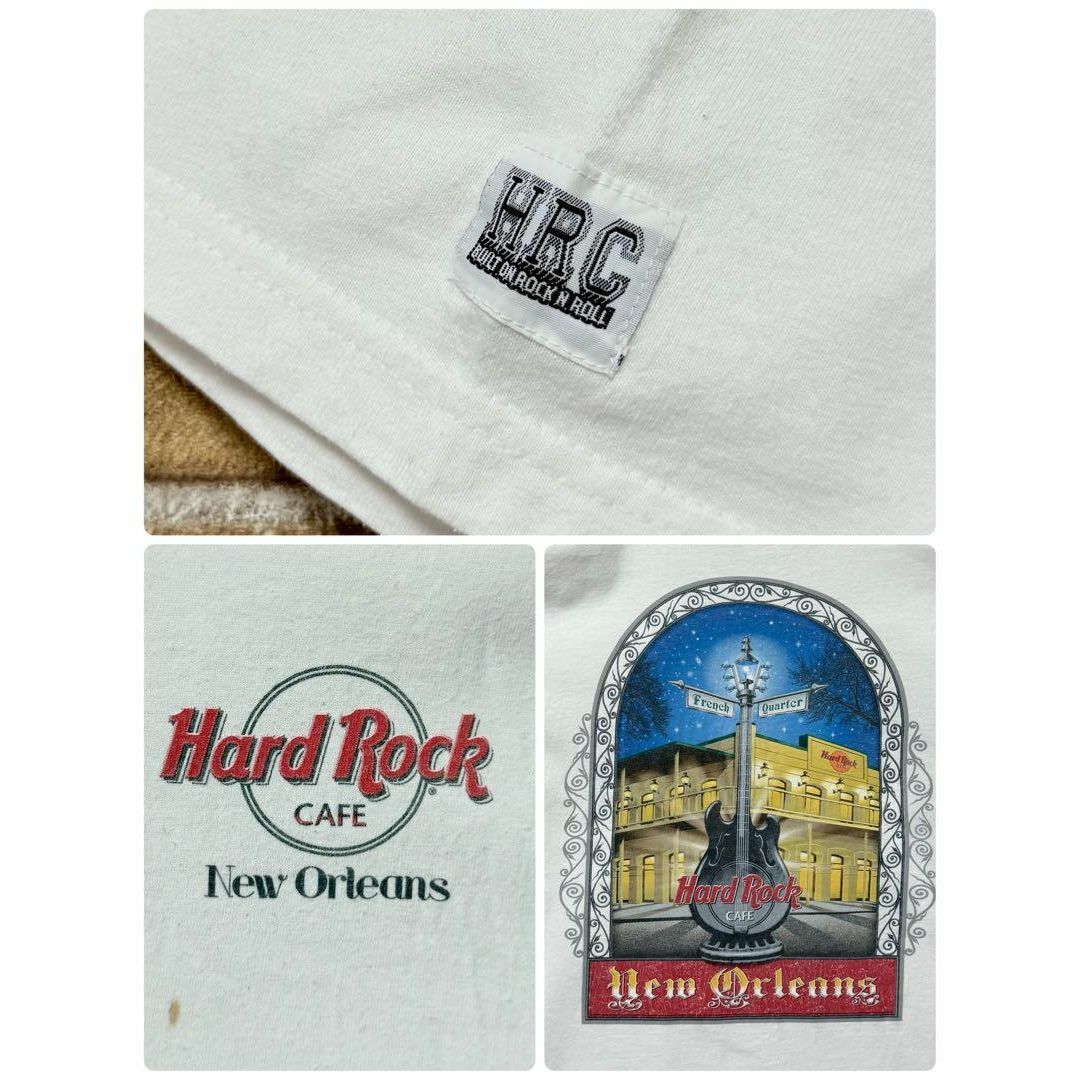 HRC
BUILT ON ROCK N ROLL
Hard Rock
CAFE
New Orleans
French Quarter
Hard Rock
Hard Rock
CAFE
New Orleans